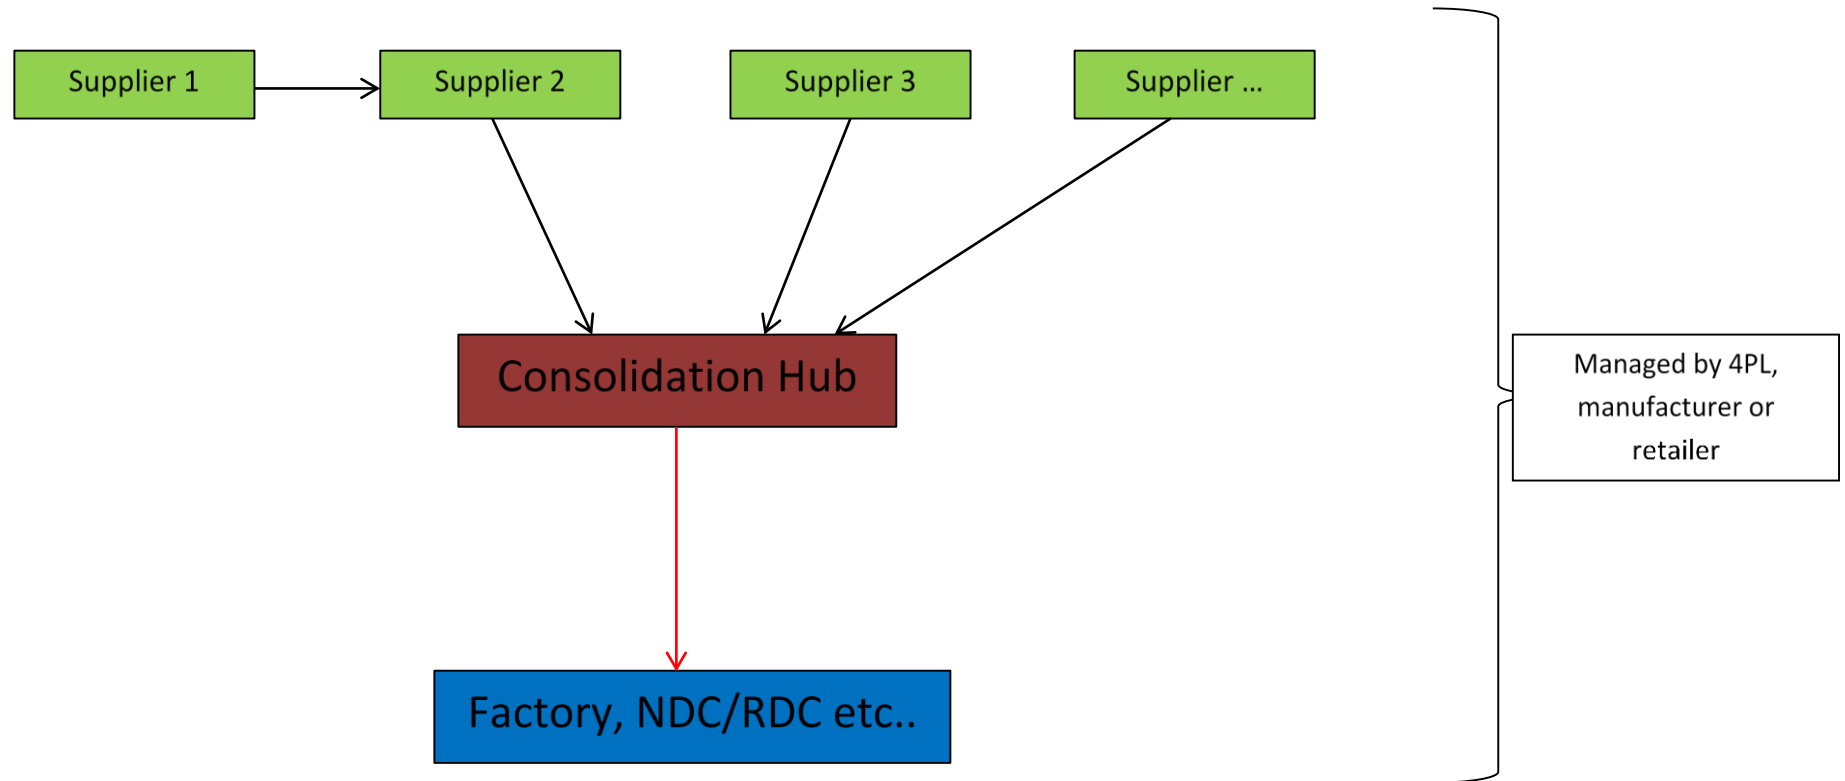 Supplier 1
Supplier 2
Supplier 3
Supplier ...
Consolidation Hub
Managed by 4PL,
manufacturer or
retailer
Factory, NDC/RDC etc..